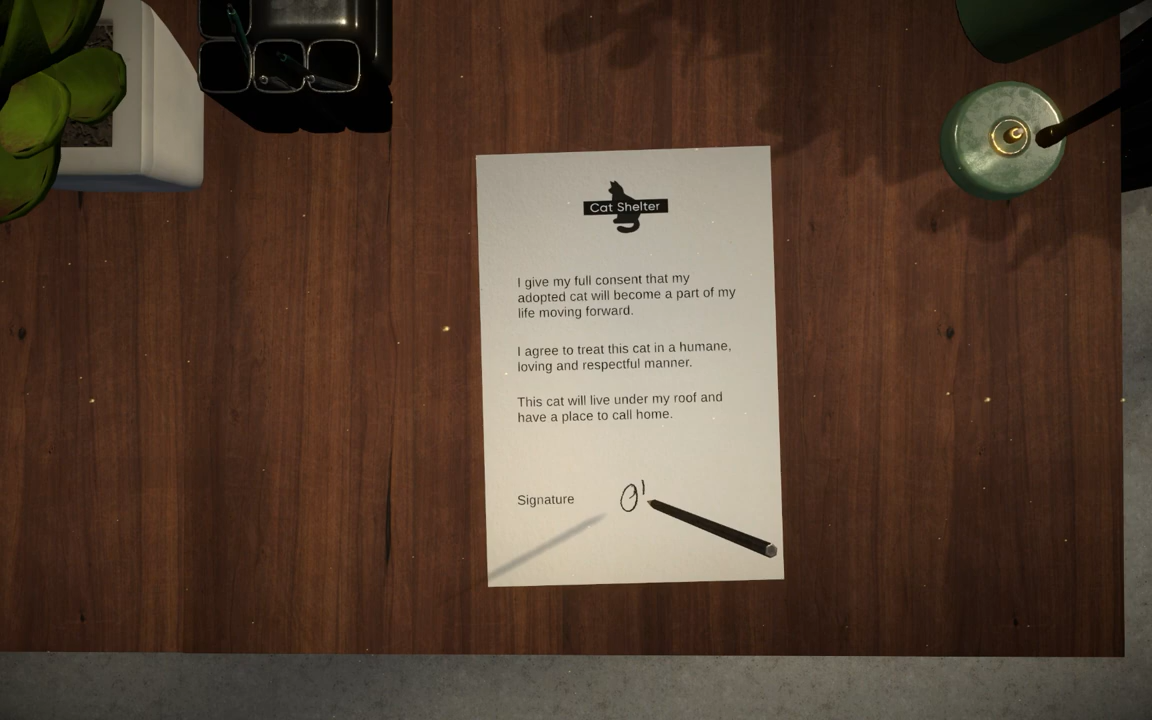 Cat Shelter
I give my full consent that my
adopted cat will become a part of my
life moving forward.
I agree to treat this cat in a humane,
loving and respectful manner.
This cat will live under my roof and
have a place to call home.
Signature